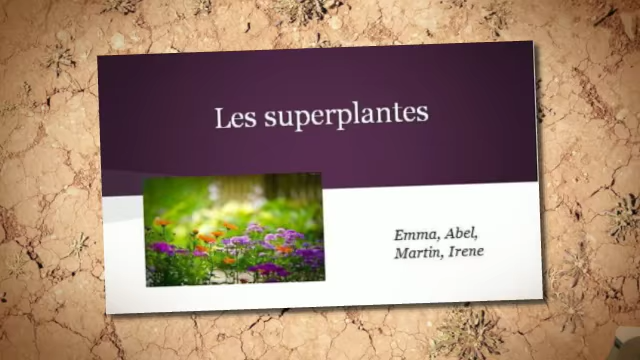 Les superplantes
Emma, Abel,
Martin, Irene